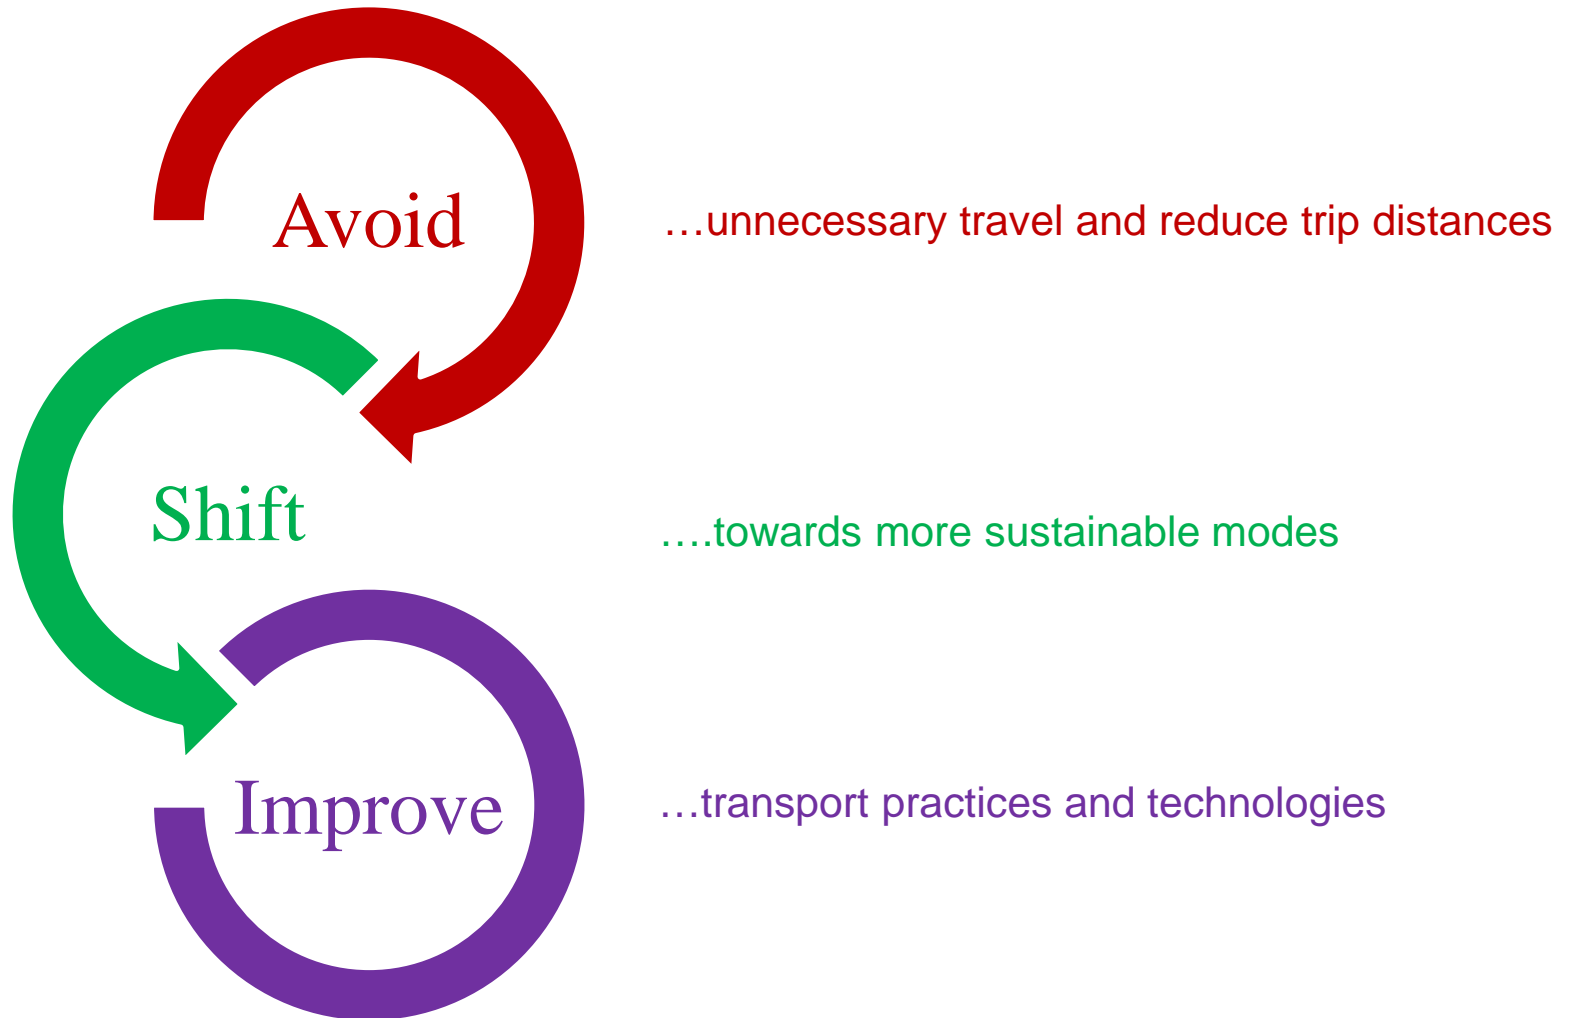 Avoid
…unnecessary travel and reduce trip distances
Shift
….towards more sustainable modes
Improve
…transport practices and technologies